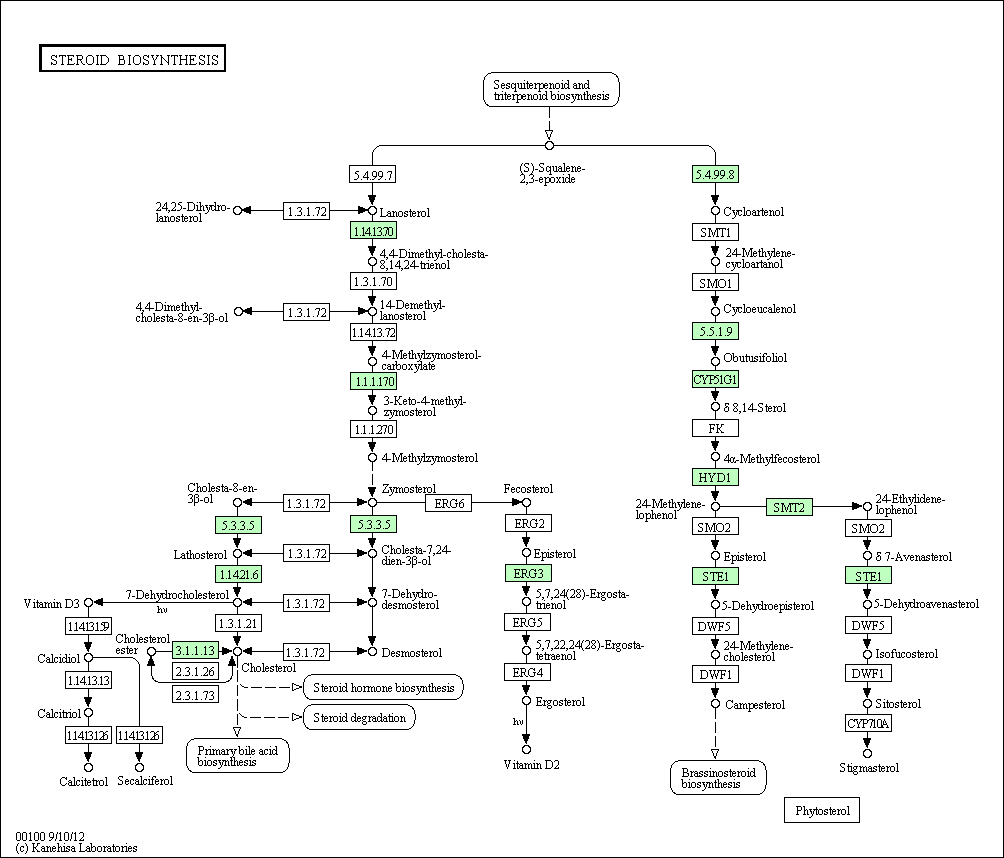 STEROID BIOSYNTHESIS
Sesquiterpenoid and
triterpenoid biosynthesis
(S)-Squalene-
2,3-epoxide
5.4.99.7
5.4.99.8
24,25-Dihydro-
lanosterol
1.3.1.72
Lanosterol
Cycloartenol
1.14.13.70
SMT1
4,4-Dimethyl-cholesta-
8,14,24-trienol
24-Methylene-
cycloartanol
1.3.1.70
SMO1
4,4-Dimethyl-
cholesta-8-en-3β-ol
1.3.1.72
14-Demethyl-
lanosterol
Cycloeucalenol
1.14.13.72
5.5.1.9
4-Methylzymosterol-
carboxylate
Obtusifoliol
1.1.1.170
CYP51G1
3-Keto-4-methyl-
zymosterol
δ 8,14-Sterol
1.1.1.270
FK
4-Methylzymosterol
4α-Methylfecosterol
HYD1
Cholesta-8-en-
3β-ol
1.3.1.72
Zymosterol
ERG6
Fecosterol
24-Methylene-
lophenol
SMT2
24-Ethylidene-
lophenol
5.3.3.5
5.3.3.5
ERG2
SMO2
SMO2
Lathosterol
1.3.1.72
Cholesta-7,24-
dien-3β-ol
Episterol
Episterol
δ 7-Avenasterol
1.14.21.6
ERG3
STE1
STE1
Vitamin D3
7-Dehydrocholesterol
hν
1.3.1.72
7-Dehydro-
desmosterol
5,7,24(28)-Ergosta-
trienol
5-Dehydroepisterol
5-Dehydroavenasterol
1.14.13.159
1.3.1.21
ERG5
DWF5
DWF5
Calcidiol
Cholesterol
ester
3.1.1.13
2.3.1.26
2.3.1.73
Cholesterol
1.3.1.72
Desmosterol
5,7,22,24(28)-Ergosta-
tetraenol
24-Methylene-
cholesterol
Isofucosterol
1.14.13.13
ERG4
DWF1
DWF1
Steroid hormone biosynthesis
Calcitriol
Steroid degradation
Ergosterol
Campesterol
Sitosterol
1.14.13.126
1.14.13.126
hν
CYP710A
Primary bile acid
biosynthesis
Calcitetrol
Secalciferol
Vitamin D2
Brassinosteroid
biosynthesis
Stigmasterol
Phytosterol
00100 9/10/12
(c) Kanehisa Laboratories